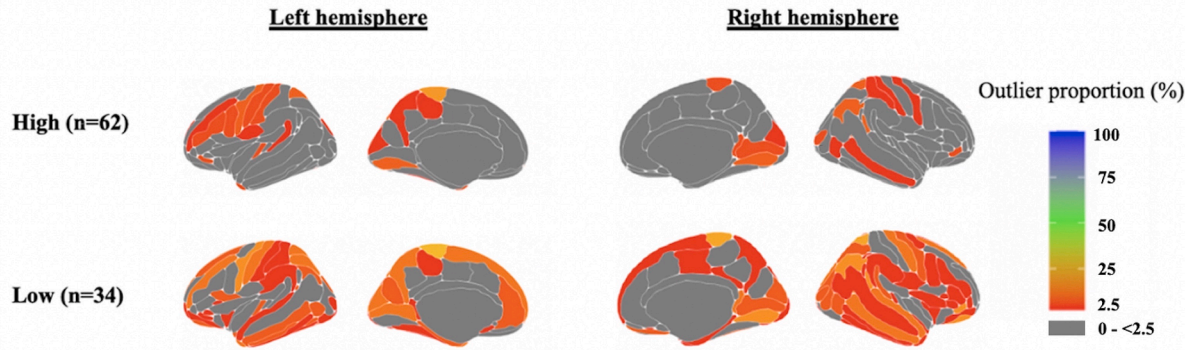 Left hemisphere
Right hemisphere
Outlier proportion (%)
High (n=62)
100
75
50
25
2.5
0 - <2.5
Low (n=34)